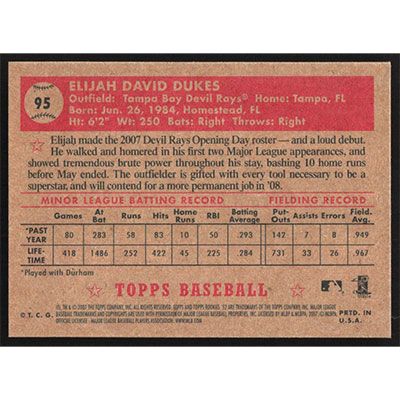 95
ELIJAH DAVID DUKES
Outfield: Tampa Bay Devil Rays® Home: Tampa, FL
Born: Jun. 26, 1984, Homestead, FL
Ht: 6'2" Wt: 250 Bats: Right Throws: Right
Elijah made the 2007 Devil Rays Opening Day roster — and a loud debut.
He walked and homered in his first two Major League appearances, and
showed tremendous brute power throughout his stay, bashing 10 home runs
before May ended. The outfielder is gifted with every tool necessary to be a
superstar, and will contend for a more permanent job in '08.
MINOR LEAGUE BATTING RECORD FIELDING RECORD
Games At Bat Runs Hits Home Runs RBI Batting Average Put-Outs Assists Errors Field. Avg.
*PAST YEAR 80 283 58 83 10 50 .293 142 7 8 .949
LIFE-TIME 418 1486 252 414 47 224 .279 731 33 26 .967
*Played with Durham
TOPPS BASEBALL
© T.C.G.
PRTD. IN
U.S.A.